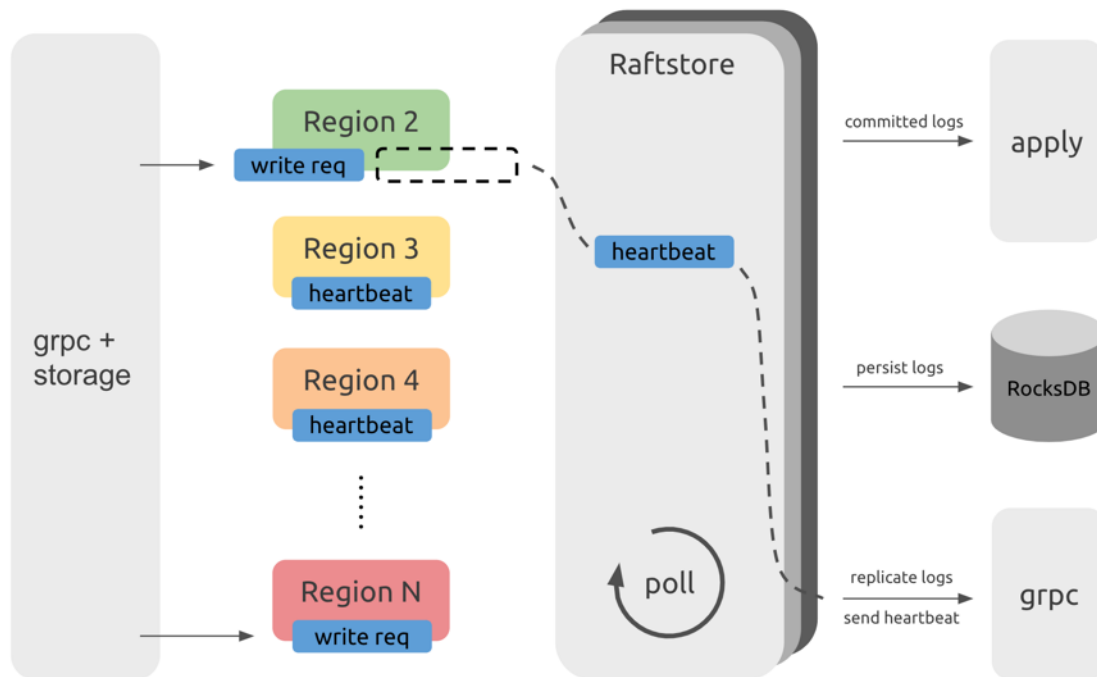 grpc +
storage
Region 2
write req
Region 3
heartbeat
Region 4
heartbeat
Region N
write req
Raftstore
heartbeat
poll
committed logs
apply
persist logs
RocksDB
replicate logs
send heartbeat
grpc